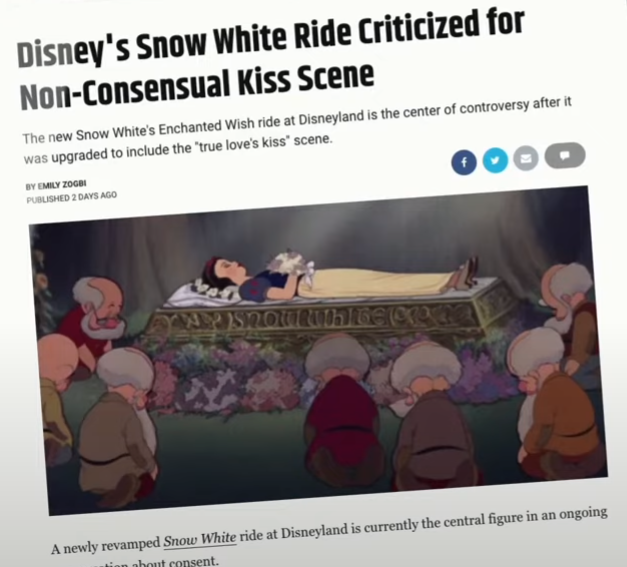 Disney's Snow White Ride Criticized for
Non-Consensual Kiss Scene
The new Snow White's Enchanted Wish ride at Disneyland is the center of controversy after it
was upgraded to include the "true love's kiss" scene.
BY EMILY ZOGBI
PUBLISHED 2 DAYS AGO
SNOW WHITE
A newly revamped Snow White ride at Disneyland is currently the central figure in an ongoing
about consent.